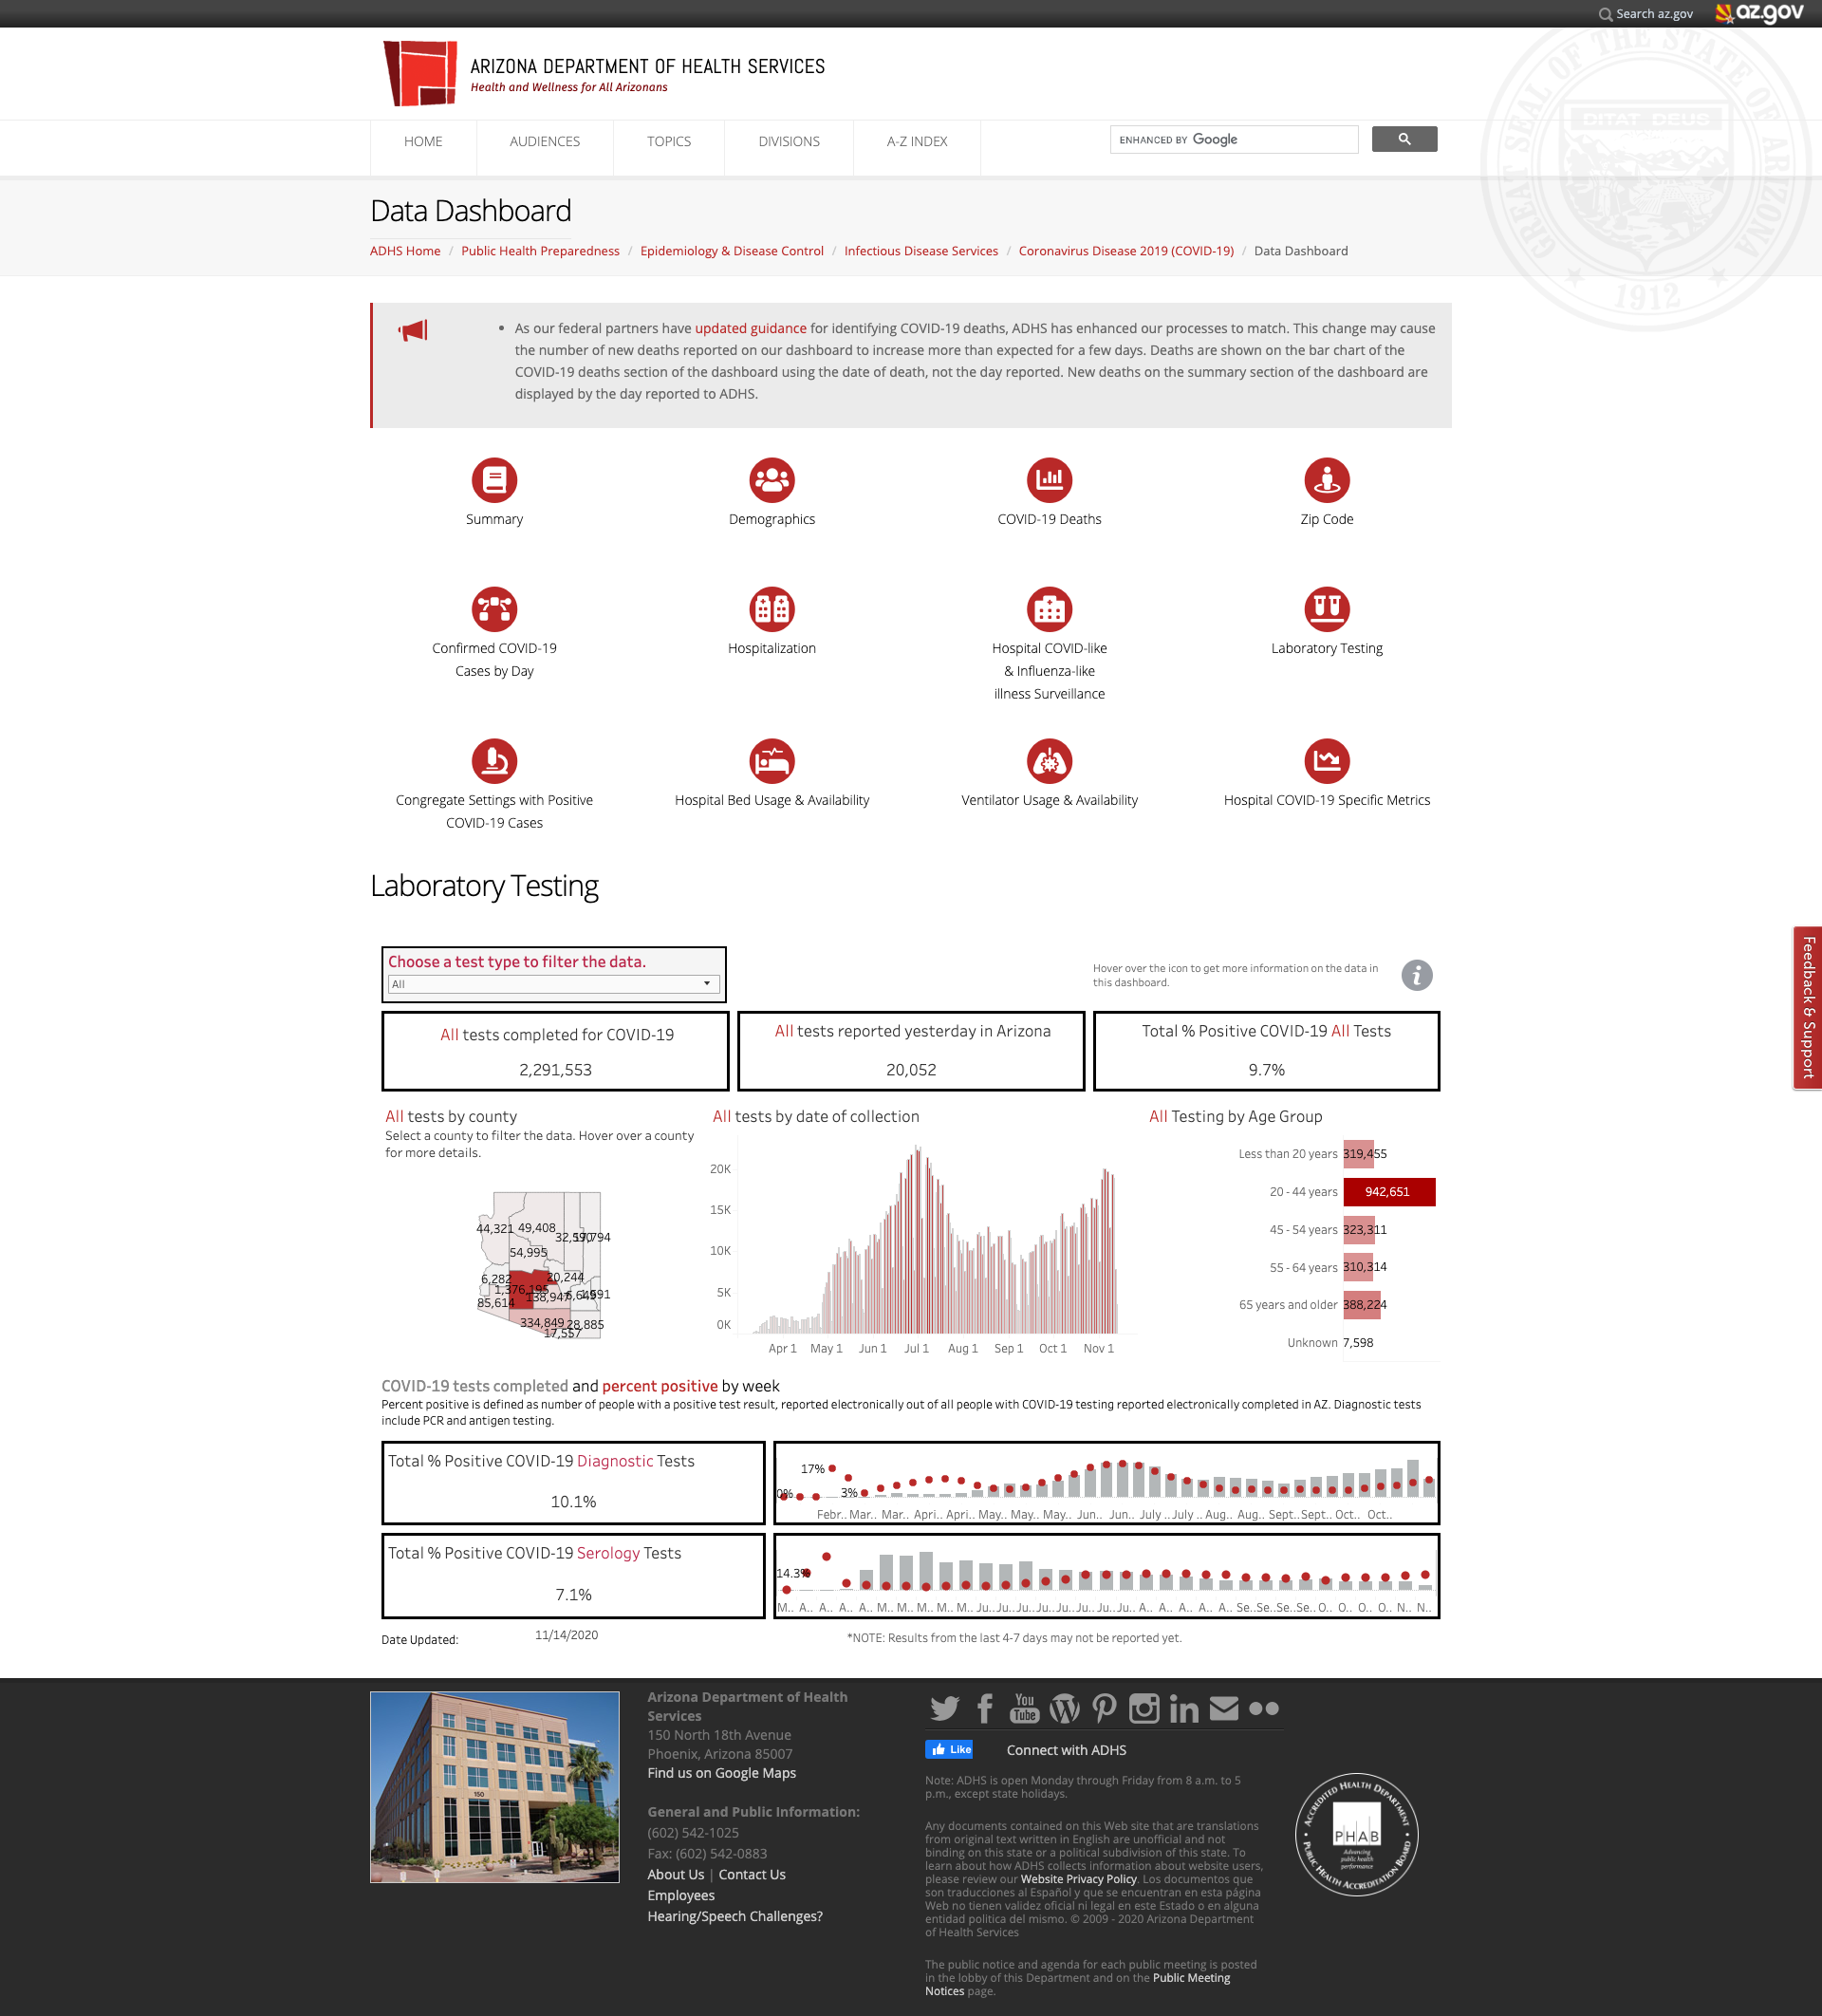 Search az.gov
az.gov
ARIZONA DEPARTMENT OF HEALTH SERVICES
Health and Wellness for All Arizonans
GREAT SEAL OF THE STATE OF ARIZONA
DITAT DEUS
1912
HOME
AUDIENCES
TOPICS
DIVISIONS
A-Z INDEX
ENHANCED BY Google
Data Dashboard
ADHS Home / Public Health Preparedness / Epidemiology & Disease Control / Infectious Disease Services / Coronavirus Disease 2019 (COVID-19) / Data Dashboard
As our federal partners have updated guidance for identifying COVID-19 deaths, ADHS has enhanced our processes to match. This change may cause
the number of new deaths reported on our dashboard to increase more than expected for a few days. Deaths are shown on the bar chart of the
COVID-19 deaths section of the dashboard using the date of death, not the day reported. New deaths on the summary section of the dashboard are
displayed by the day reported to ADHS.
Summary
Demographics
COVID-19 Deaths
Zip Code
Confirmed COVID-19
Cases by Day
Hospitalization
Hospital COVID-like
& Influenza-like
illness Surveillance
Laboratory Testing
Congregate Settings with Positive
COVID-19 Cases
Hospital Bed Usage & Availability
Ventilator Usage & Availability
Hospital COVID-19 Specific Metrics
Laboratory Testing
Feedback & Support
Choose a test type to filter the data.
All
Hover over the icon to get more information on the data in
this dashboard.
All tests completed for COVID-19
2,291,553
All tests reported yesterday in Arizona
20,052
Total % Positive COVID-19 All Tests
9.7%
All tests by county
Select a county to filter the data. Hover over a county
for more details.
44,321
49,408
54,995
6,282
20,244
1,376,195
138,947
85,614
334,849
28,885
17,557
All tests by date of collection
20K
15K
10K
5K
0K
Apr 1 May 1 Jun 1 Jul 1 Aug 1 Sep 1 Oct 1 Nov 1
All Testing by Age Group
Less than 20 years 319,455
20 - 44 years 942,651
45 - 54 years 323,311
55 - 64 years 310,314
65 years and older 388,224
Unknown 7,598
COVID-19 tests completed and percent positive by week
Percent positive is defined as number of people with a positive test result, reported electronically out of all people with COVID-19 testing reported electronically completed in AZ. Diagnostic tests
include PCR and antigen testing.
Total % Positive COVID-19 Diagnostic Tests
10.1%
17%
3%
0%
Febr.. Mar.. Mar.. Apri.. Apri.. May.. May.. May.. Jun.. Jun.. July .. July .. Aug.. Aug.. Sept.. Sept.. Oct.. Oct..
Total % Positive COVID-19 Serology Tests
7.1%
14.3%
M.. A.. A.. A.. A.. M.. M.. M.. M.. M.. Ju.. Ju.. Ju.. Ju.. Ju.. Ju.. Ju.. Ju.. A.. A.. A.. A.. A.. Se.. Se.. Se.. Se.. O.. O.. O.. O.. N.. N..
Date Updated:
11/14/2020
*NOTE: Results from the last 4-7 days may not be reported yet.
150
Arizona Department of Health
Services
150 North 18th Avenue
Phoenix, Arizona 85007
Find us on Google Maps
General and Public Information:
(602) 542-1025
Fax: (602) 542-0883
About Us | Contact Us
Employees
Hearing/Speech Challenges?
You
Tube
Like
Connect with ADHS
Note: ADHS is open Monday through Friday from 8 a.m. to 5
p.m., except state holidays.
Any documents contained on this Web site that are translations
from original text written in English are unofficial and not
binding on this state or a political subdivision of this state. To
learn about how ADHS collects information about website users,
please review our Website Privacy Policy. Los documentos que
son traducciones al Español y que se encuentran en esta página
Web no tienen validez oficial ni legal en este Estado o en alguna
entidad politica del mismo. © 2009 - 2020 Arizona Department
of Health Services
The public notice and agenda for each public meeting is posted
in the lobby of this Department and on the Public Meeting
Notices page.
ACCREDITED HEALTH DEPARTMENT
PHAB
Advancing
public health
performance
PUBLIC HEALTH ACCREDITATION BOARD